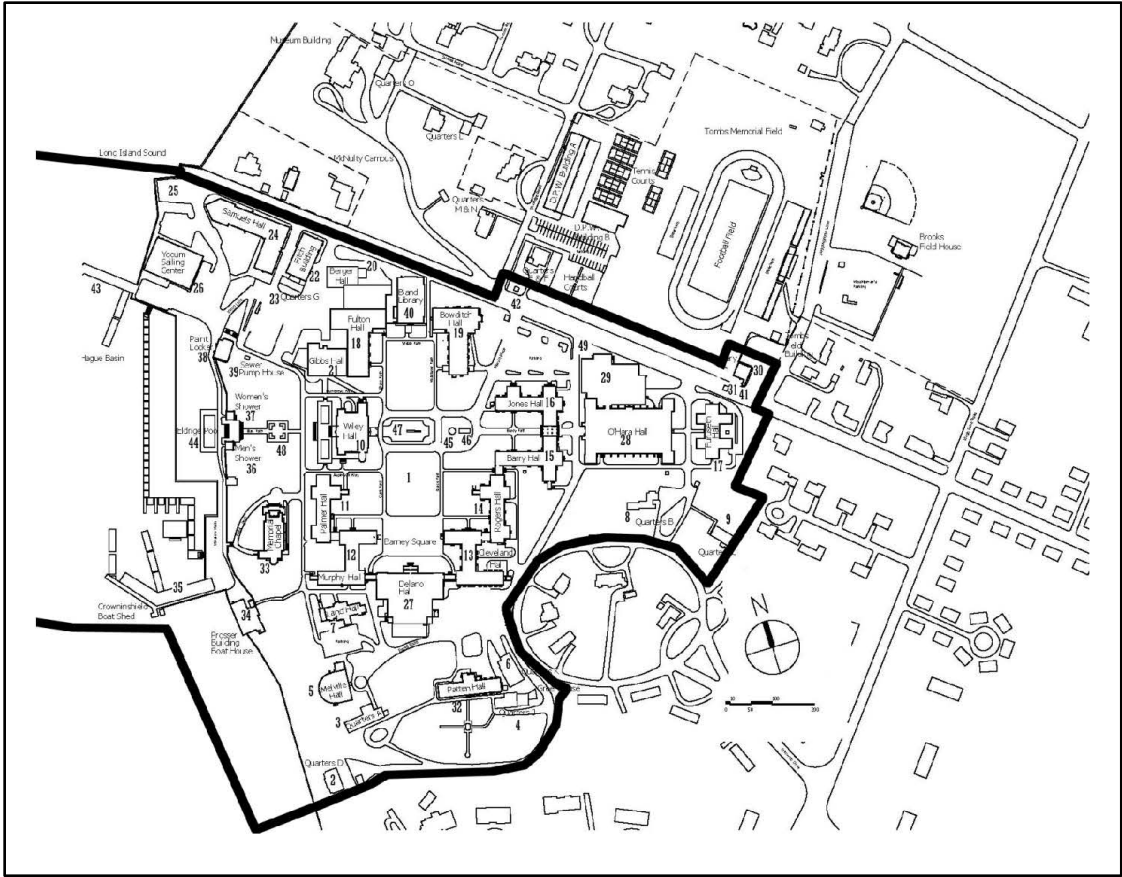 Museum Building
Quarters O
Quarters L
Long Island Sound
McNulty Campus
Quarters
M & N
D.P.W. Building A
Tennis
Courts
Tombs Memorial Field
Football Field
Brooks
Field House
25
Samuels Hall
24
Fitch
Building
22
20
Yocum
Sailing
Center
26
23
Quarters G
Berger
Hall
Band
Library
40
42
Handball
Courts
43
Hague Basin
Paint
Locker
38
39
Sewer
Pump House
Fulton
Hall
18
Gibbs Hall
21
Bowditch
Hall
19
49
29
30
31
41
Women's
Shower
37
44
48
Men's
Shower
36
Wiley
Hall
10
47
45
46
Jones Hall
16
15
Barry Hall
O'Hara Hall
28
17
1
Palmer Hall
11
14
Rogers Hall
8
Quarters B
9
Memorial
Chapel
33
12
Barney Square
13
Cleveland
Murphy Hall
Delano
Hall
27
35
Crowninshield
Boat Shed
34
Prosser
Building
Boat House
Land Hall
7
5
Melville
Hall
6
Patten Hall
32
3
Quarters A
4
Quarters D
2
N